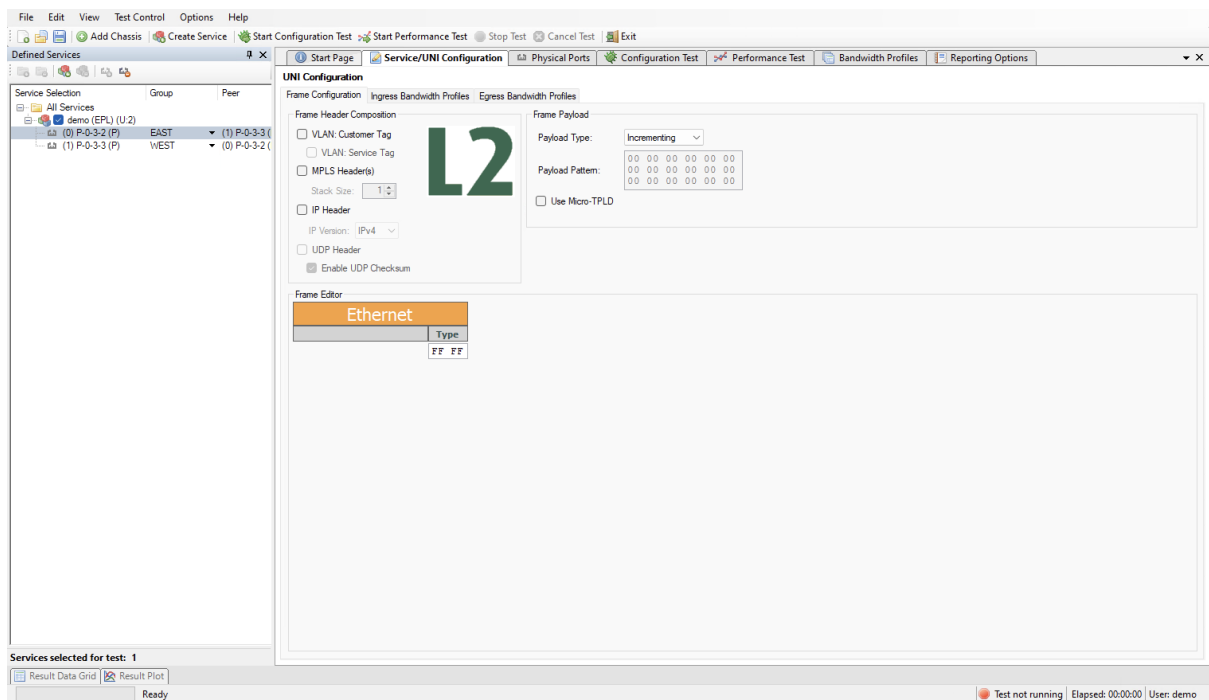 File Edit View Test Control Options Help
Add Chassis Create Service Start Configuration Test Start Performance Test Stop Test Cancel Test Exit
Defined Services
Start Page Service/UNI Configuration Physical Ports Configuration Test Performance Test Bandwidth Profiles Reporting Options
UNI Configuration
Service Selection Group Peer
All Services
demo (EPL) (U:2)
(0) P-0-3-2 (P) EAST (1) P-0-3-3 (
(1) P-0-3-3 (P) WEST (0) P-0-3-2 (
Frame Configuration Ingress Bandwidth Profiles Egress Bandwidth Profiles
Frame Header Composition
VLAN: Customer Tag
VLAN: Service Tag
MPLS Header(s)
Stack Size: 1
IP Header
IP Version: IPv4
UDP Header
Enable UDP Checksum
L2
Frame Payload
Payload Type: Incrementing
Payload Pattern:
00 00 00 00 00 00
00 00 00 00 00 00
00 00 00 00 00 00
Use Micro-TPLD
Frame Editor
Ethernet
Type
FF FF
Services selected for test: 1
Result Data Grid Result Plot
Ready
Test not running Elapsed: 00:00:00 User: demo